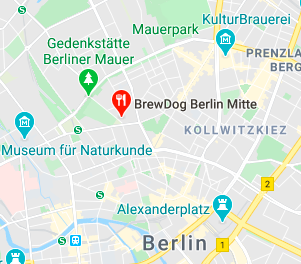 Mauerpark
KulturBrauerei
Gedenkstätte
Berliner Mauer
PRENZLA
BERG
BrewDog Berlin Mitte
KOLLWITZKIEZ
Museum für Naturkunde
2
Alexanderplatz
Berlin
1
S
S
S
S